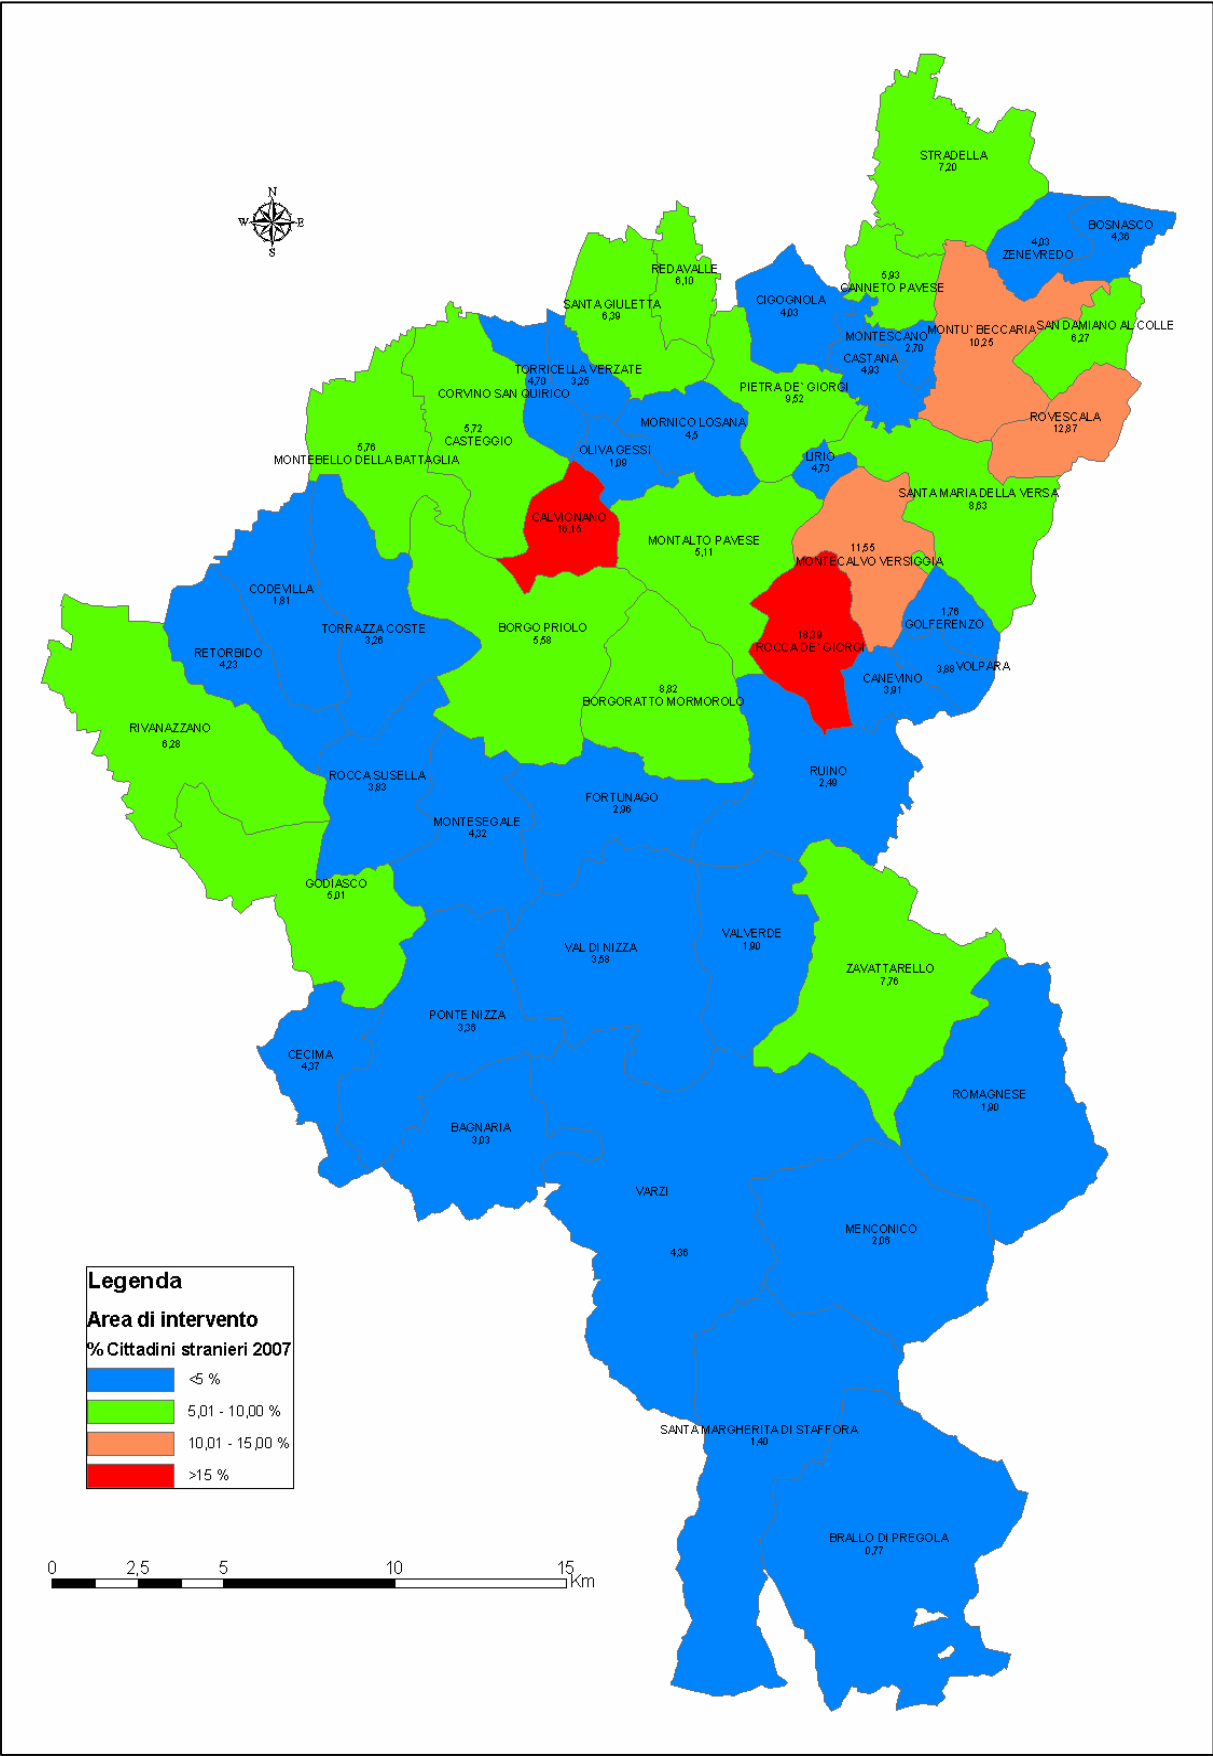 STRADELLA
7,20
N
W
E
S
BOSNASCO
4,36
4,03
ZENEVREDO
REDAVALLE
6,10
5,93
CANNETO PAVESE
CIGOGNOLA
4,03
SANTA GIULETTA
6,39
MONTESCANO
2,70
MONTU` BECCARIA
10,25
SAN DAMIANO AL COLLE
6,27
CASTANA
4,93
TORRICELLA VERZATE
4,70
3,25
CORVINO SAN QUIRICO
PIETRA DE` GIORGI
9,52
ROVESCALA
12,87
MORNICO LOSANA
4,5
5,72
CASTEGGIO
5,76
MONTEBELLO DELLA BATTAGLIA
OLIVA GESSI
1,09
LIRIO
4,73
SANTA MARIA DELLA VERSA
8,63
CALVIGNANO
16,15
MONTALTO PAVESE
5,11
11,55
MONTECALVO VERSIGGIA
CODEVILLA
1,81
1,76
GOLFERENZO
TORRAZZA COSTE
3,26
BORGO PRIOLO
5,58
18,39
ROCCA DE` GIORGI
RETORBIDO
4,23
3,88 VOLPARA
CANEVINO
3,91
8,82
BORGORATTO MORMOROLO
RIVANAZZANO
6,28
ROCCA SUSELLA
3,83
RUINO
2,49
FORTUNAGO
2,96
MONTESEGALE
4,32
GODIASCO
5,01
VALVERDE
1,90
VAL DI NIZZA
3,58
ZAVATTARELLO
7,76
PONTE NIZZA
3,36
CECIMA
4,37
ROMAGNESE
1,90
BAGNARIA
3,03
VARZI
4,36
MENCONICO
2,06
Legenda
Area di intervento
% Cittadini stranieri 2007
<5 %
5,01 - 10,00 %
10,01 - 15,00 %
>15 %
SANTA MARGHERITA DI STAFFORA
1,40
BRALLO DI PREGOLA
0,77
0 2,5 5 10 15
Km